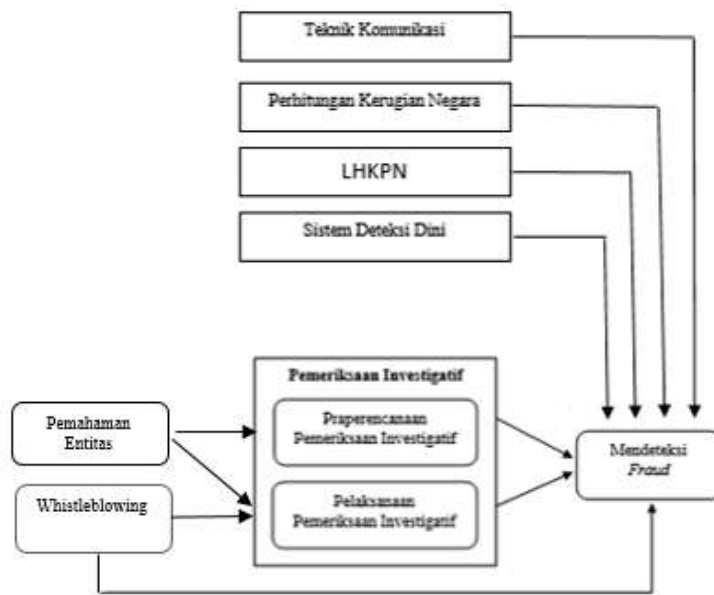 Teknik Komunikasi
Perhitungan Kerugian Negara
LHKPN
Sistem Deteksi Dini
Pemeriksaan Investigatif
Praperencanaan
Pemeriksaan Investigatif
Pemahaman
Entitas
Mendeteksi
Fraud
Pelaksanaan
Pemeriksaan Investigatif
Whistleblowing